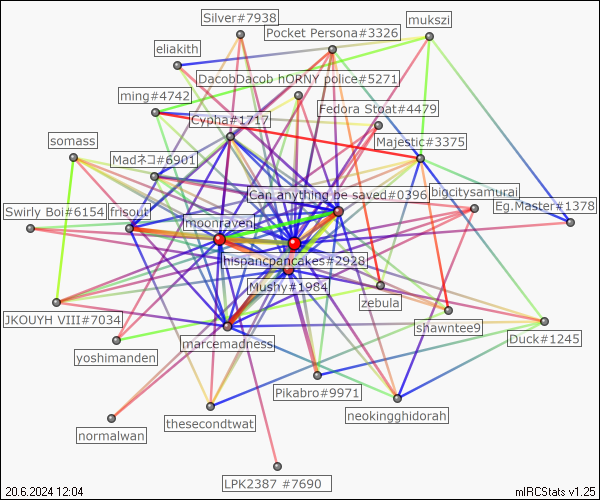 Silver#7938
Pocket Persona#3326
mukszi
eliakith
DacobDacob hORNY police#5271
ming#4742
Fedora Stoat#4479
Cypha#1717
Majestic#3375
somass
Madネコ#6901
Can anything be saved#0396
bigcitysamurai
Swirly Boi#6154
frisout
Eg.Master#1378
moonraven
hispancpancakes#2928
Mushy#1984
zebula
JKOUYH VIII#7034
shawntee9
marcemadness
Duck#1245
yoshimanden
Pikabro#9971
neokingghidorah
thesecondtwat
normalwan
LPK2387 #7690
20.6.2024 12:04
mIRCStats v1.25